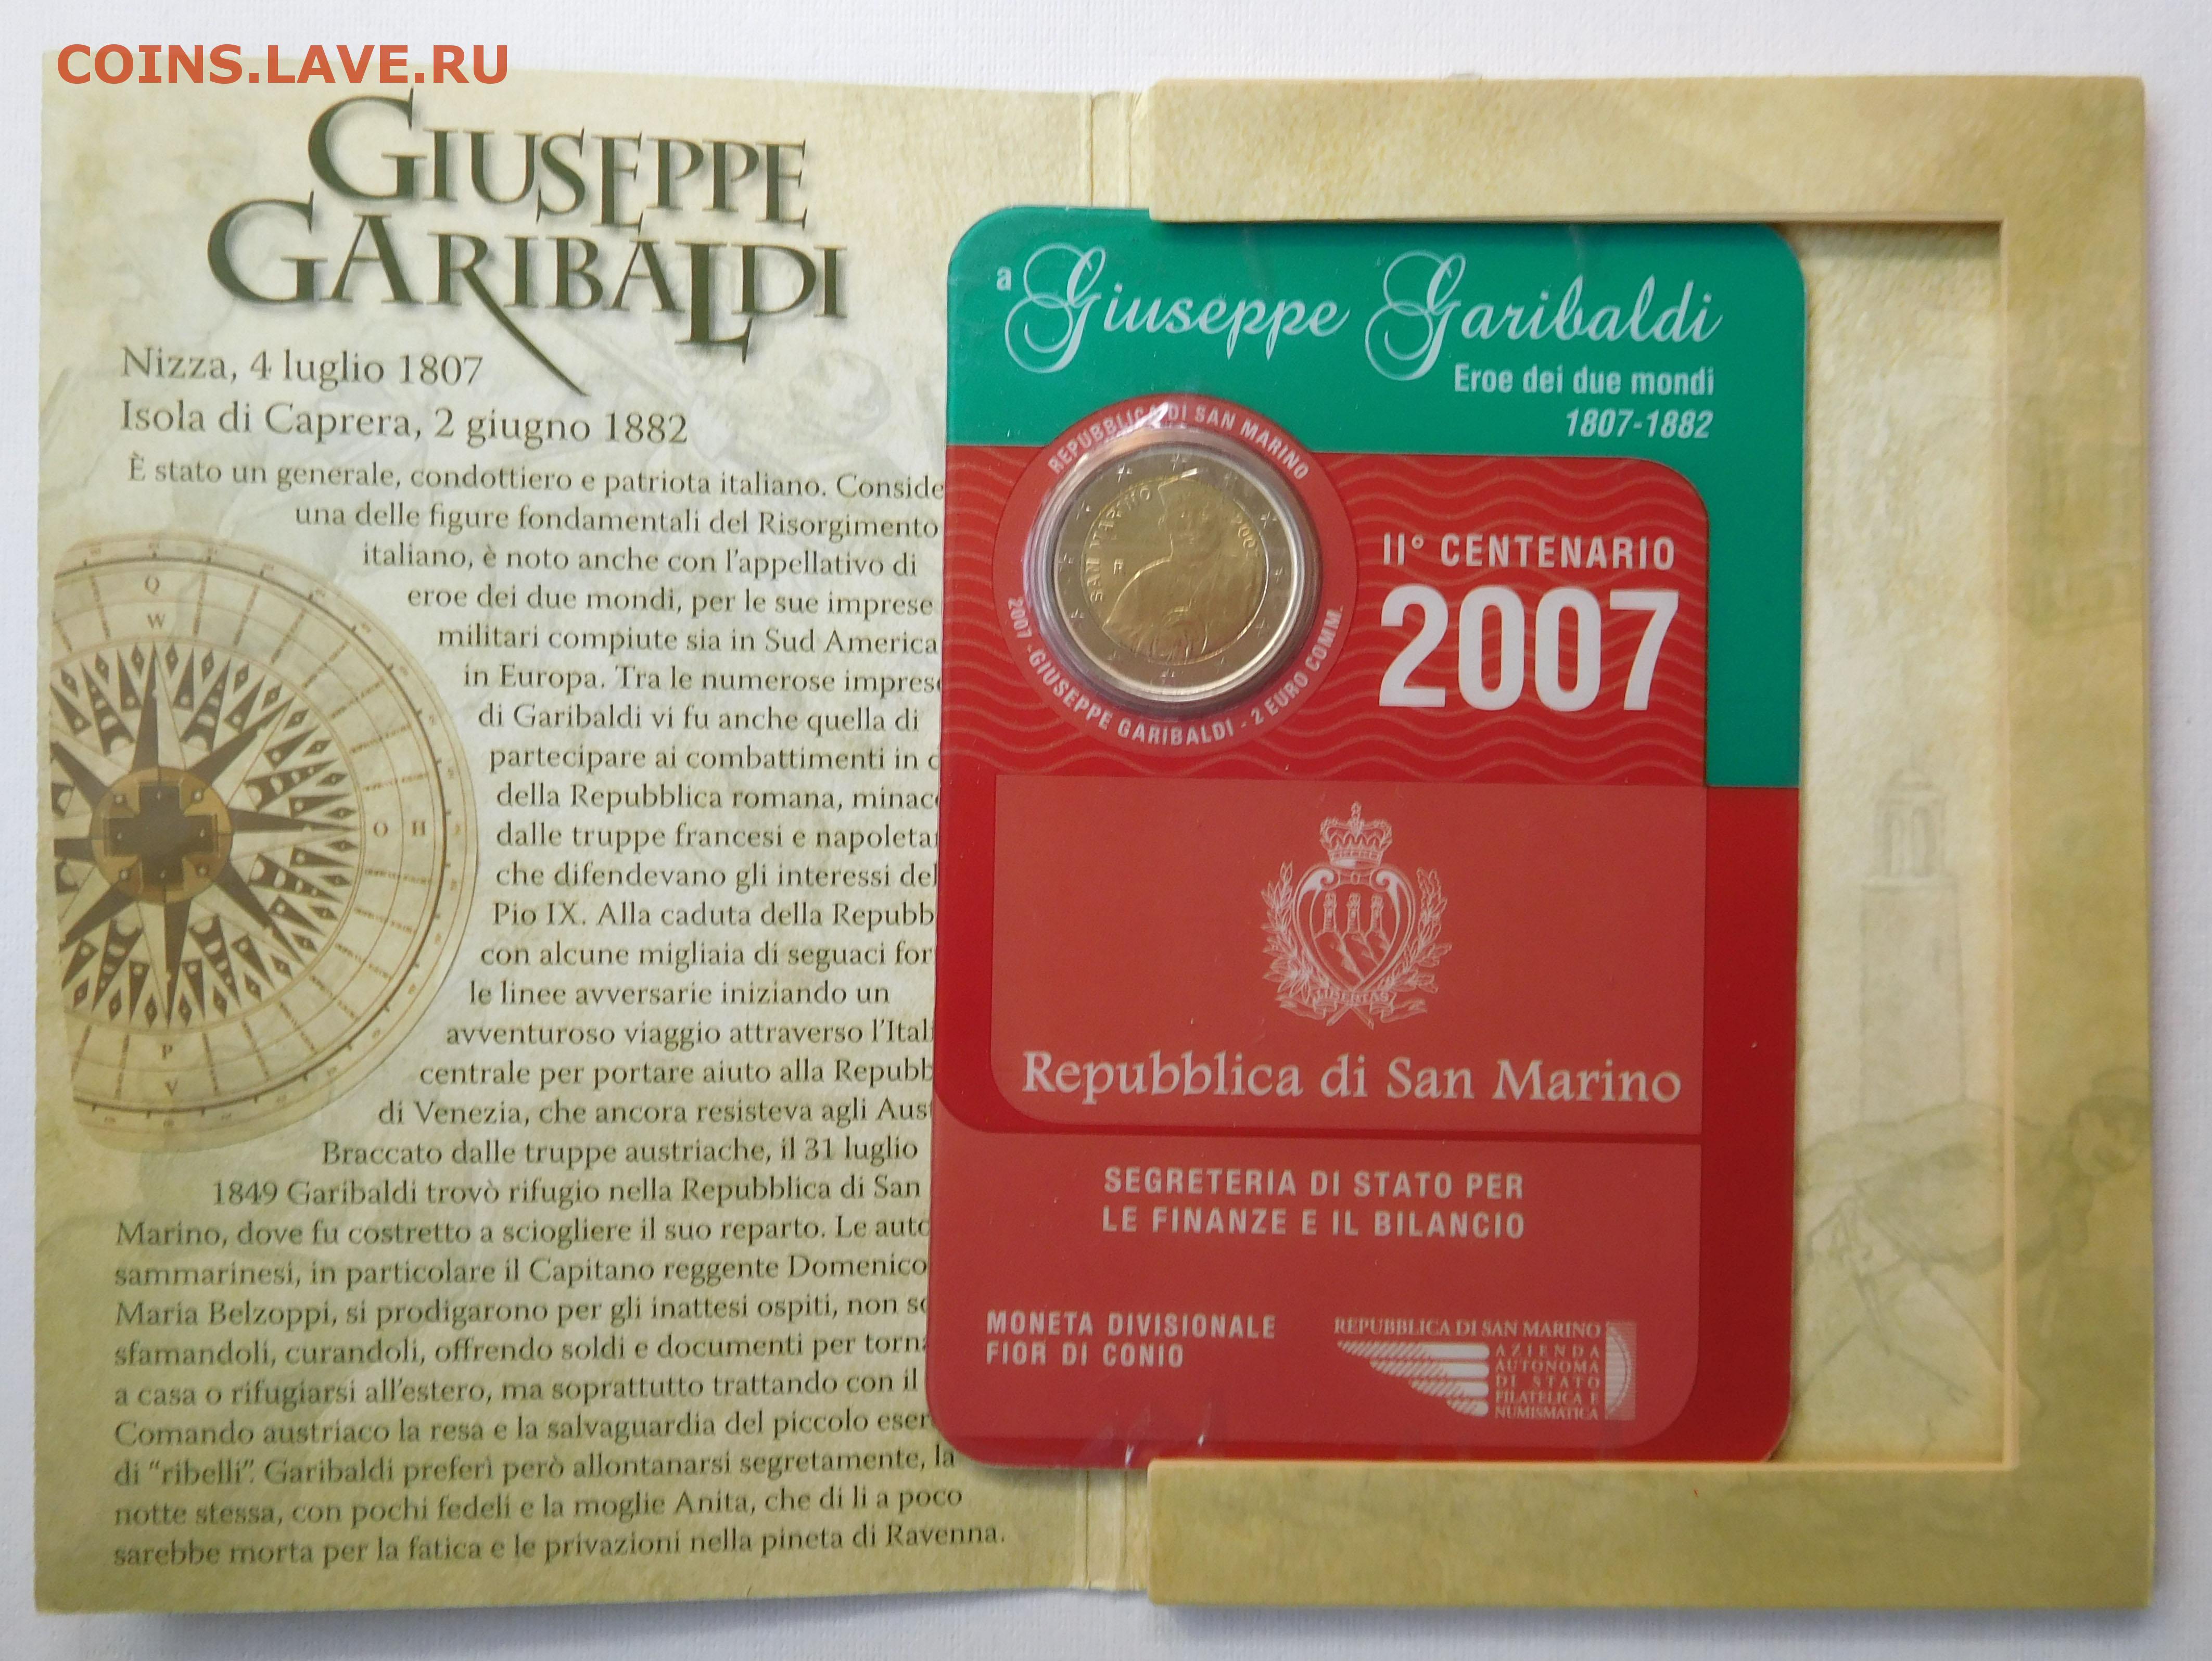 COINS.LAVE.RU
GIUSEPPE
GARIBALDI
Nizza, 4 luglio 1807
Isola di Caprera, 2 giugno 1882
È stato un generale, condottiero e patriota italiano. Conside
una delle figure fondamentali del Risorgimento
italiano, è noto anche con l'appellativo di
eroe dei due mondi, per le sue imprese
militari compiute sia in Sud America
in Europa. Tra le numerose imprese
di Garibaldi vi fu anche quella di
partecipare ai combattimenti in
della Repubblica romana, minac
dalle truppe francesi e napoleta
che difendevano gli interessi del
Pio IX. Alla caduta della Repubb
con alcune migliaia di seguaci for
le linee avversarie iniziando un
avventuroso viaggio attraverso l'Itali
centrale per portare aiuto alla Repubb
di Venezia, che ancora resisteva agli Aust
Braccato dalle truppe austriache, il 31 luglio
1849 Garibaldi trovò rifugio nella Repubblica di San
Marino, dove fu costretto a sciogliere il suo reparto. Le auto
sammarinesi, in particolare il Capitano reggente Domenico
Maria Belzoppi, si prodigarono per gli inattesi ospiti, non so
sfamandoli, curandoli, offrendo soldi e documenti per torna
a casa o rifugiarsi all'estero, ma soprattutto trattando con il
Comando austriaco la resa e la salvaguardia del piccolo eser
di "ribelli". Garibaldi preferì però allontanarsi segretamente, la
notte stessa, con pochi fedeli e la moglie Anita, che di lì a poco
sarebbe morta per la fatica e le privazioni nella pineta di Ravenna.
Q
W
O H
P
V
a Giuseppe Garibaldi
Eroe dei due mondi
1807-1882
REPUBBLICA DI SAN MARINO
SAN MARINO
R
2007
2007 - GIUSEPPE GARIBALDI - 2 EURO COMM.
II° CENTENARIO
2007
LIBERTAS
Repubblica di San Marino
SEGRETERIA DI STATO PER
LE FINANZE E IL BILANCIO
MONETA DIVISIONALE
FIOR DI CONIO
REPUBBLICA DI SAN MARINO
AZIENDA
AUTONOMA
DI STATO
FILATELICA E
NUMISMATICA